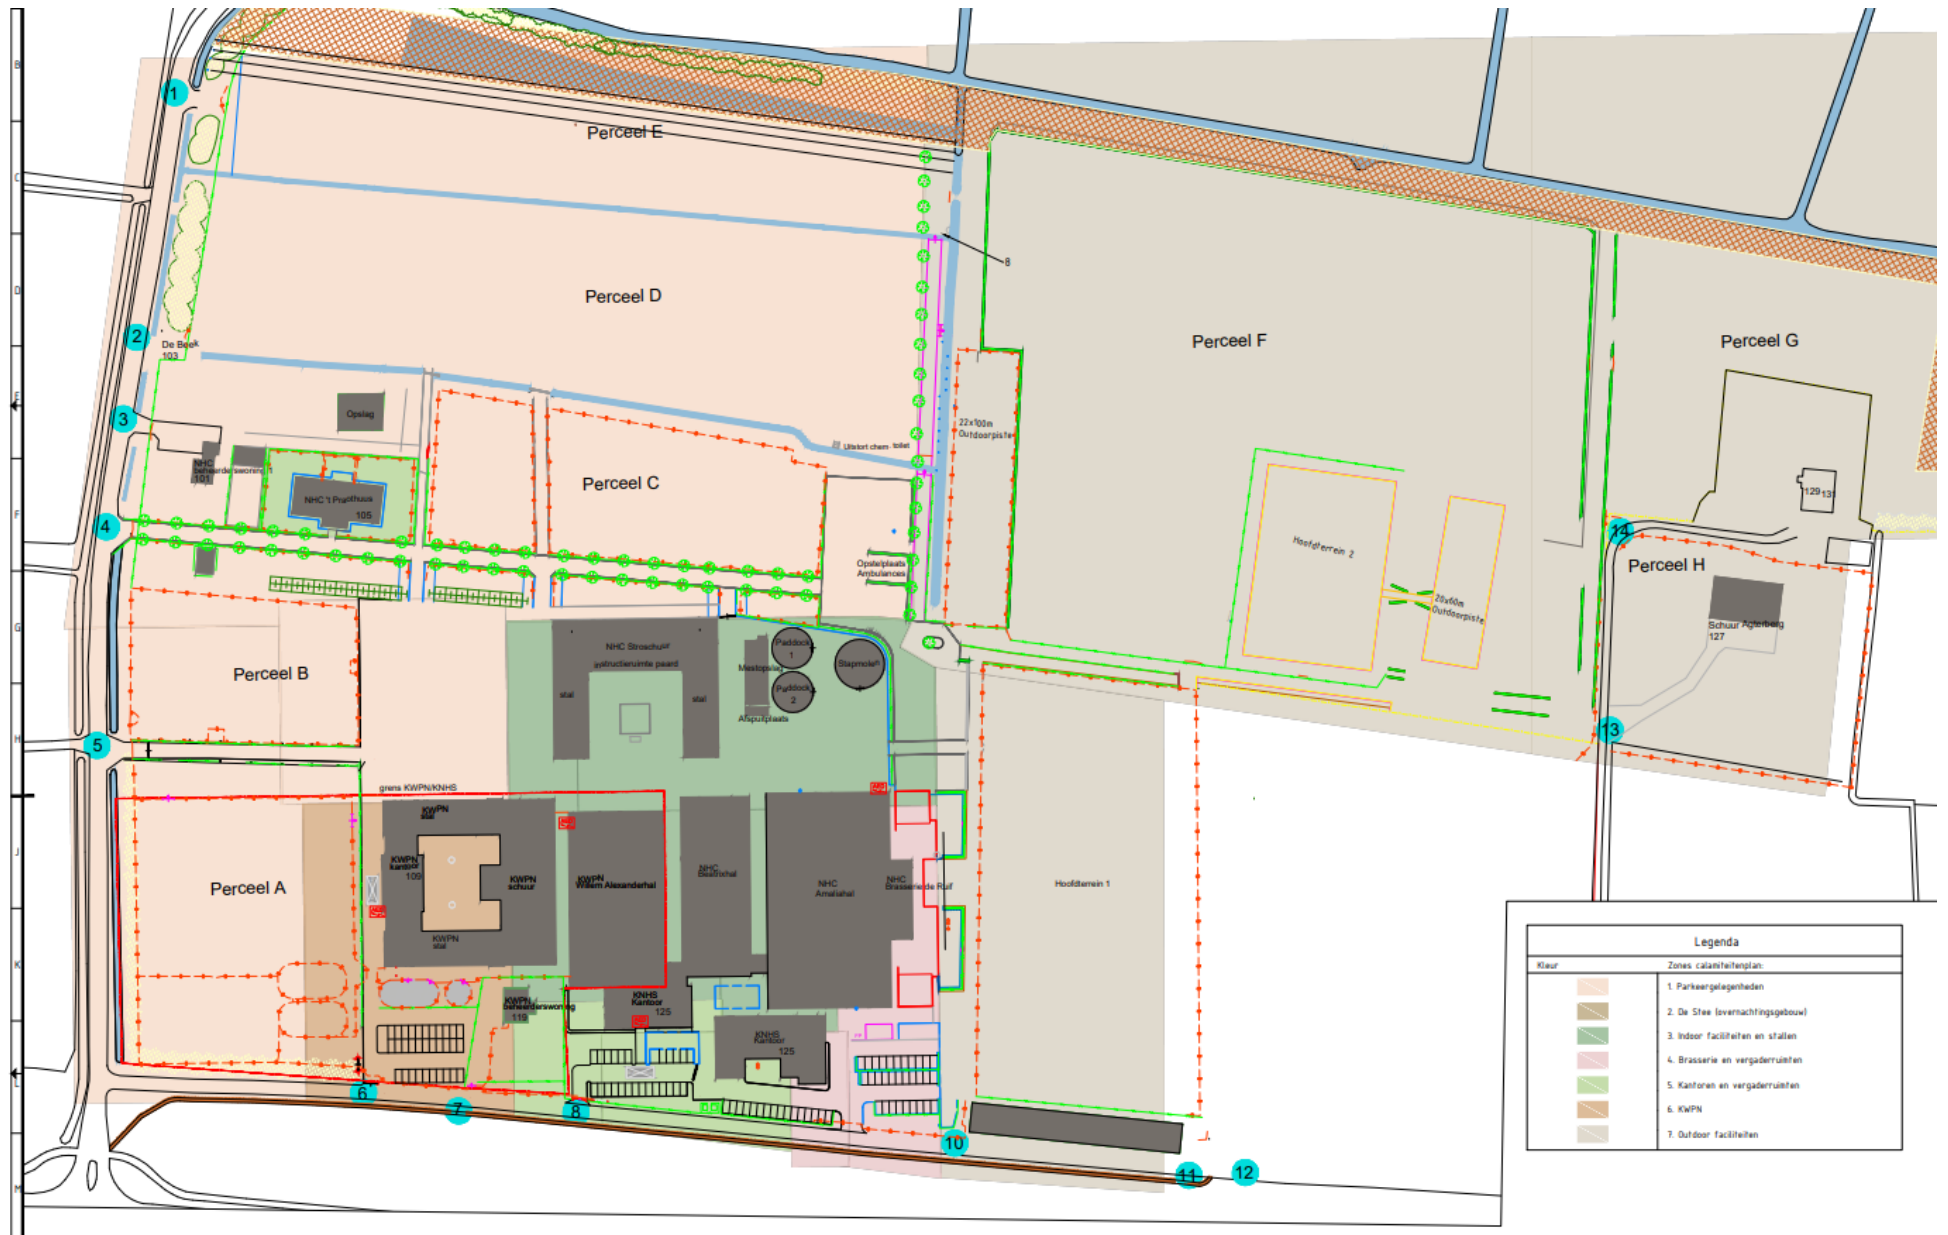 B
C
D
E
F
G
H
J
K
L
M
1
2
3
4
5
6
7
8
10
11
12
13
14
8
Perceel E
Perceel D
Perceel F
Perceel G
De Beek
103
Opslag
22x100m
Outdoorpiste
Uitstort chem. toilet
NHC
beheerderswoning 1
101
NHC 't Praothuus
105
Perceel C
129
131
Opstelplaats
Ambulances
Hoofdterrein 2
20x60m
Outdoorpiste
Perceel H
Schuur Agterberg
127
Perceel B
NHC Stroschuur
instructieruimte paard
stal
stal
Mestopslag
Paddock
1
Paddock
2
Stapmolen
Afspuitplaats
grens KWPN/KNHS
KWPN
stal
KWPN
kantoor
109
KWPN
schuur
KWPN
stal
KWPN
Willem Alexanderhal
NHC
Beatrixhal
NHC
Amaliahal
NHC
Brasserie de Ruif
Hoofdterrein 1
Perceel A
KWPN
beheerderswoning
119
KNHS
Kantoor
125
KNHS
Kantoor
125
Legenda
Kleur
Zones calamiteitenplan:
1. Parkeergelegenheden
2. De Stee (overnachtingsgebouw)
3. Indoor faciliteiten en stallen
4. Brasserie en vergaderruimten
5. Kantoren en vergaderruimten
6. KWPN
7. Outdoor faciliteiten